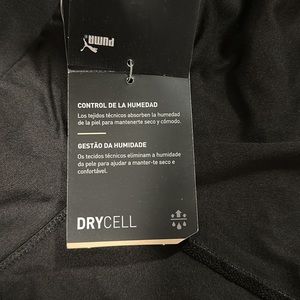 PUMA
CONTROL DE LA HUMEDAD
Los tejidos técnicos absorben la humedad
de la piel para mantenerte seco y cómodo.
GESTÃO DA HUMIDADE
Os tecidos técnicos eliminam a humidade
da pele para ajudar a manter-te seco e
confortável.
DRYCELL